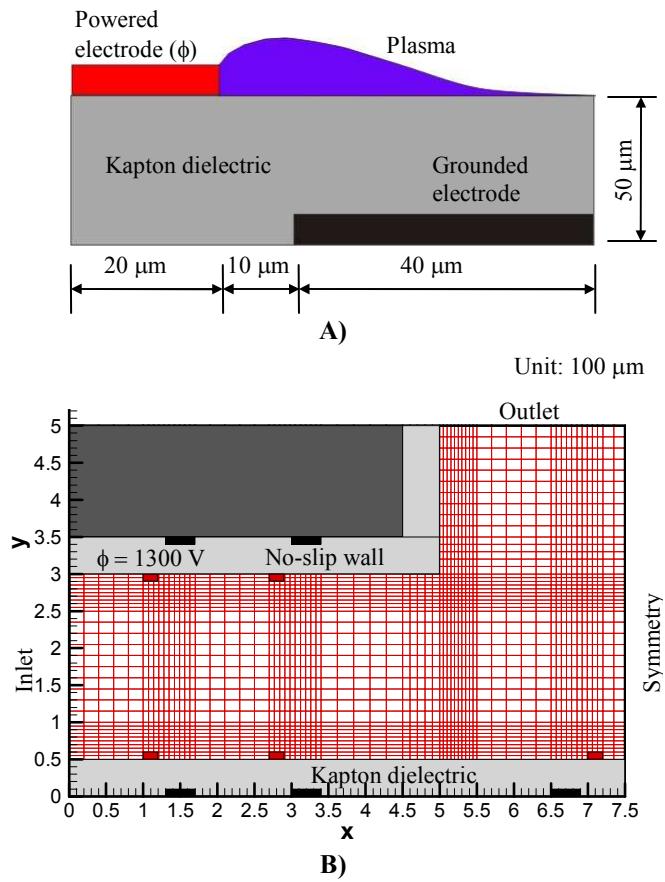 Powered
electrode (ϕ)
Plasma
Kapton dielectric
Grounded
electrode
50 μm
20 μm
10 μm
40 μm
A)
Unit: 100 μm
Outlet
5
4.5
4
3.5
3
2.5
2
1.5
1
0.5
0
y
ϕ = 1300 V
No-slip wall
Inlet
Symmetry
Kapton dielectric
0 0.5 1 1.5 2 2.5 3 3.5 4 4.5 5 5.5 6 6.5 7 7.5
x
B)